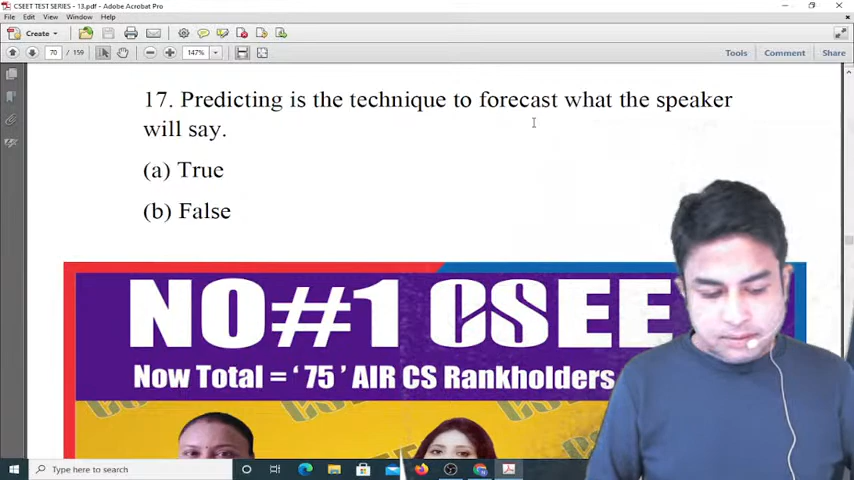 CSEET TEST SERIES - 13.pdf - Adobe Acrobat Pro
File Edit View Window Help
Create
70 / 159 147% Tools Comment Share
17. Predicting is the technique to forecast what the speaker
will say.
(a) True
(b) False
NO#1 CSEE
Now Total = ‘ 75 ’ AIR CS Rankholders
Type here to search